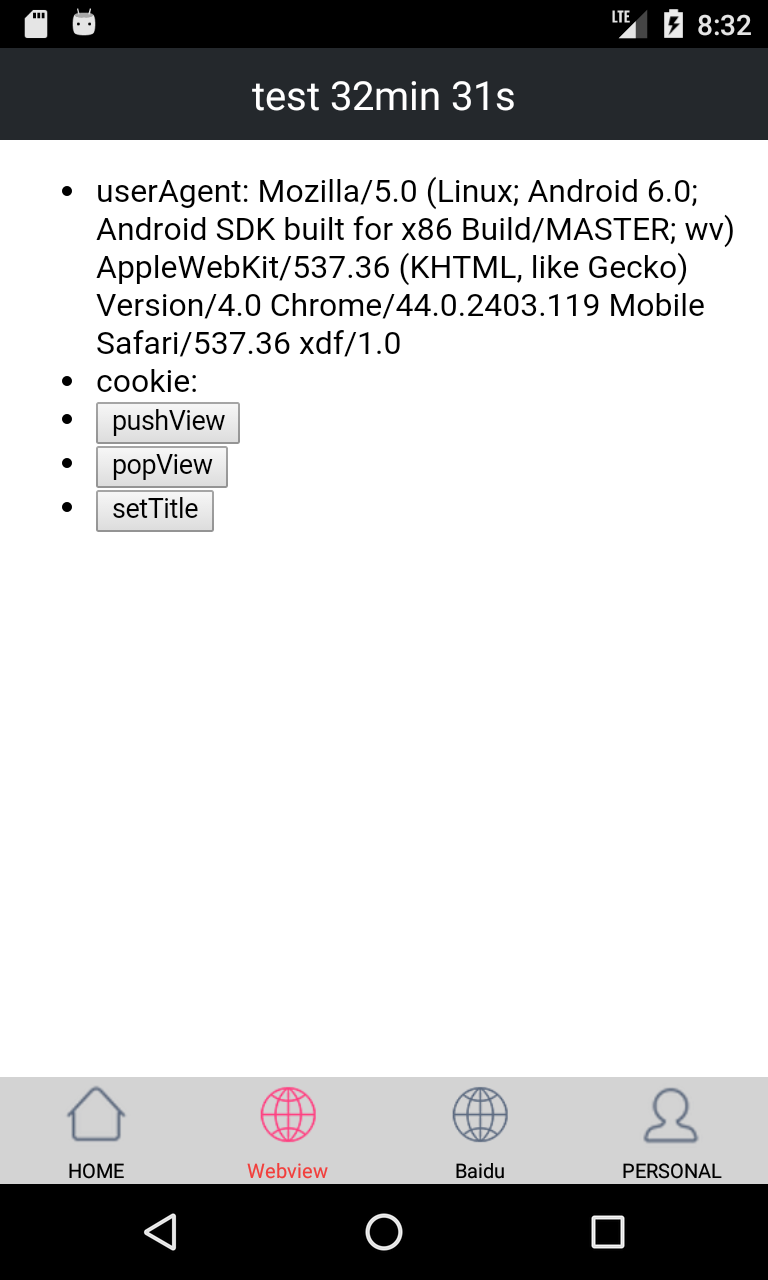 LTE 8:32
test 32min 31s
userAgent: Mozilla/5.0 (Linux; Android 6.0;
Android SDK built for x86 Build/MASTER; wv)
AppleWebKit/537.36 (KHTML, like Gecko)
Version/4.0 Chrome/44.0.2403.119 Mobile
Safari/537.36 xdf/1.0
cookie:
pushView
popView
setTitle
HOME Webview Baidu PERSONAL